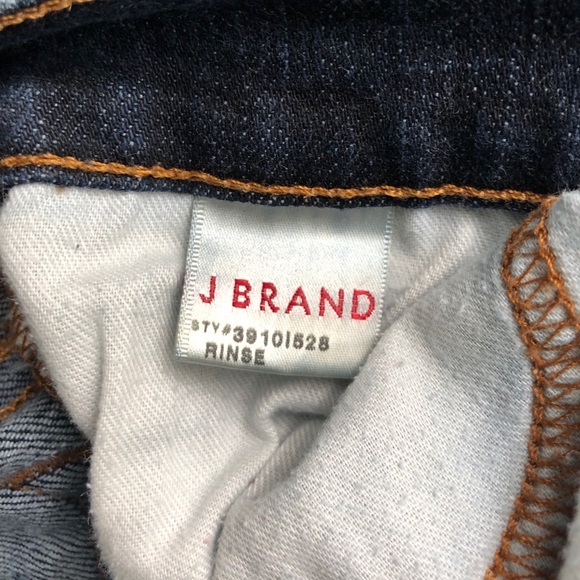 J BRAND
STY#3910I528
RINSE